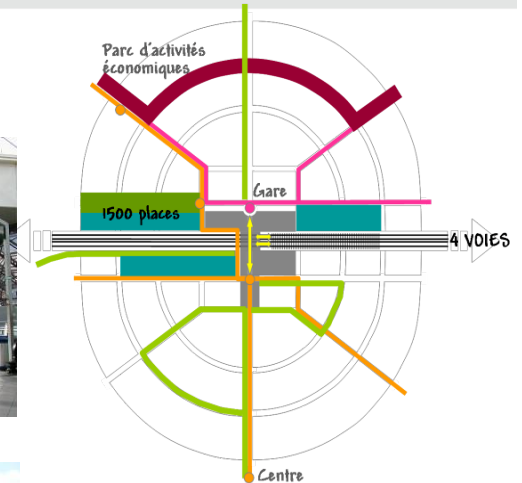 Parc d'activités
économiques
Gare
1500 places
4 VOIES
Centre